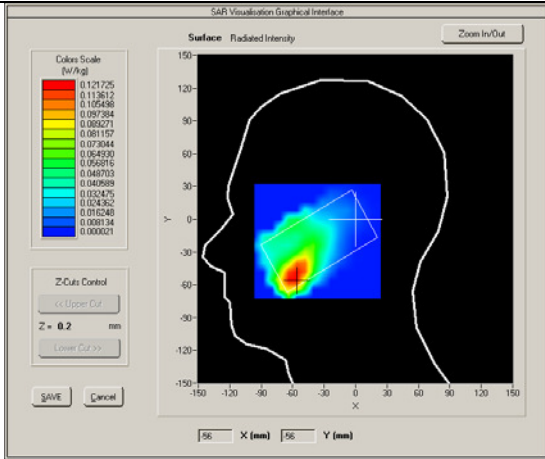 SAR Visualisation Graphical Interface
Surface Radiated Intensity
Zoom In/Out
Colors Scale
(W/kg)
0.121725
0.113612
0.105498
0.097384
0.089271
0.081157
0.073044
0.064930
0.056816
0.048703
0.040589
0.032475
0.024362
0.016248
0.008134
0.000021
Z-Cuts Control
<< Upper Cut
Z = 0.2 mm
Lower Cut >>
SAVE Cancel
150-
120-
90-
60-
30-
0-
-30-
-60-
-90-
-120-
-150-
Y
-150 -120 -90 -60 -30 0 30 60 90 120 150
X
-56 X (mm) -56 Y (mm)